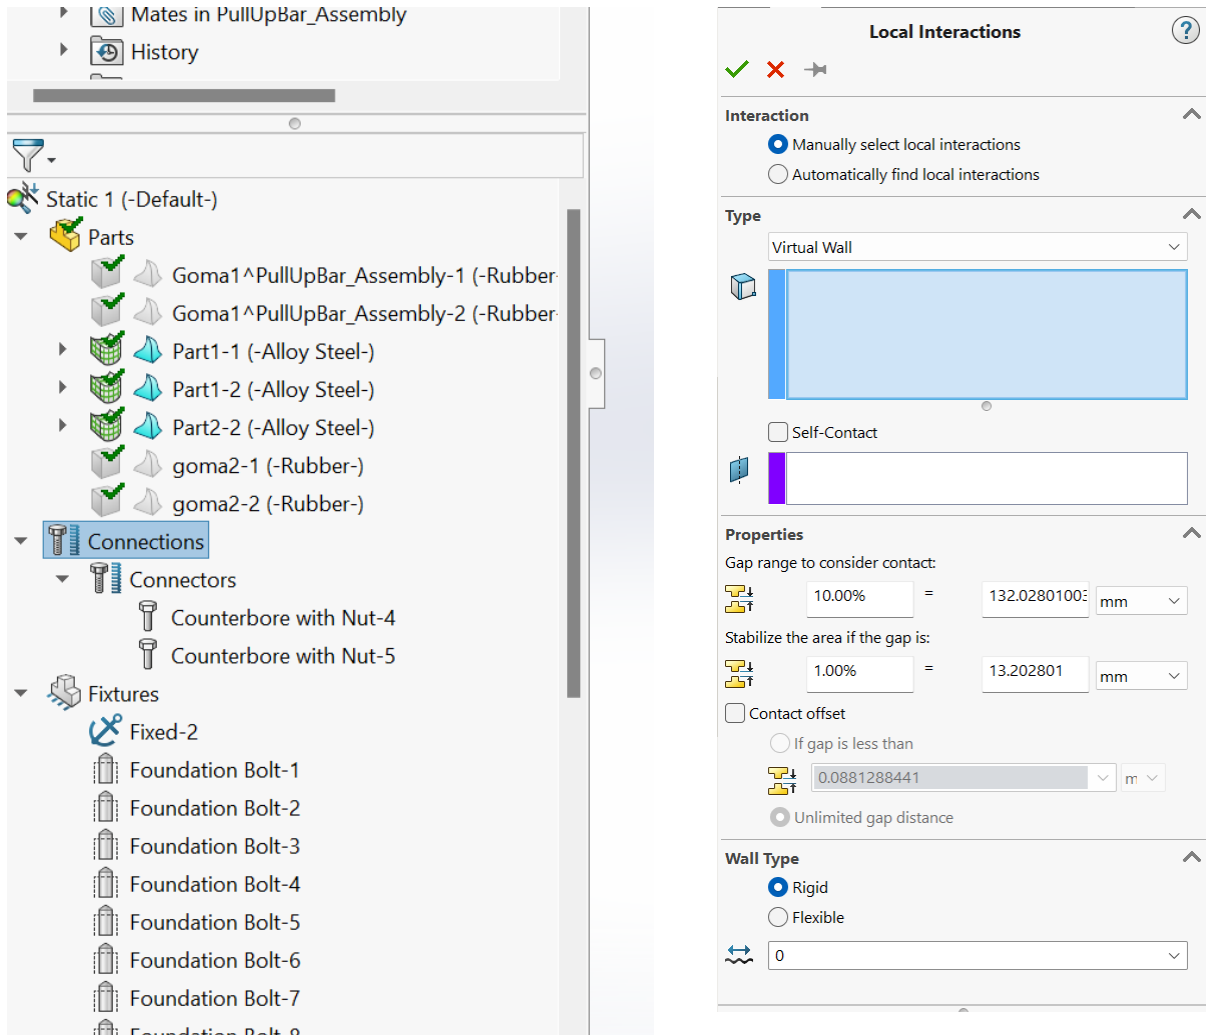 Mates in PullUpBar_Assembly
History
Static 1 (-Default-)
Parts
Goma1^PullUpBar_Assembly-1 (-Rubber-
Goma1^PullUpBar_Assembly-2 (-Rubber-
Part1-1 (-Alloy Steel-)
Part1-2 (-Alloy Steel-)
Part2-2 (-Alloy Steel-)
goma2-1 (-Rubber-)
goma2-2 (-Rubber-)
Connections
Connectors
Counterbore with Nut-4
Counterbore with Nut-5
Fixtures
Fixed-2
Foundation Bolt-1
Foundation Bolt-2
Foundation Bolt-3
Foundation Bolt-4
Foundation Bolt-5
Foundation Bolt-6
Foundation Bolt-7
Foundation Bolt-8
Local Interactions
?
Interaction
Manually select local interactions
Automatically find local interactions
Type
Virtual Wall
Self-Contact
Properties
Gap range to consider contact:
10.00% = 132.02801003 mm
Stabilize the area if the gap is:
1.00% = 13.202801 mm
Contact offset
If gap is less than
0.0881288441 m
Unlimited gap distance
Wall Type
Rigid
Flexible
0